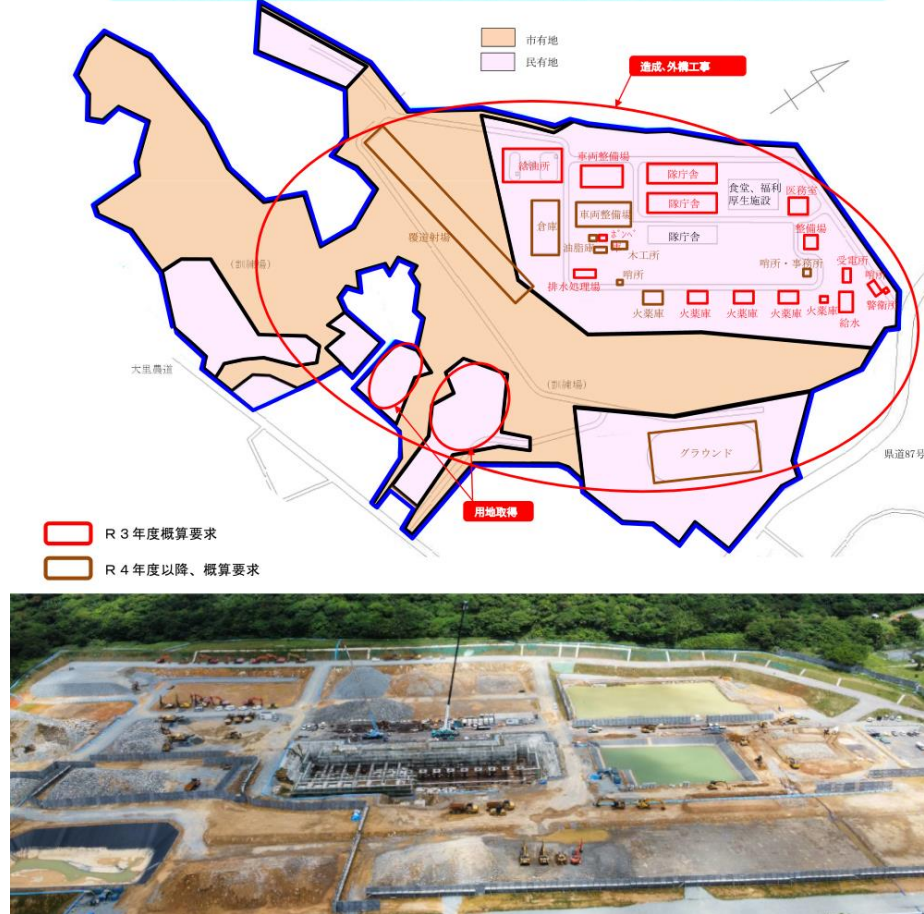 市有地
民有地
造成、外構工事
給油所
車両整備場
隊庁舎
食堂、福利
厚生施設
医務室
倉庫
車両整備場
隊庁舎
隊庁舎
整備場
覆道射場
油脂庫
木工所
哨所・事務所
受電所
哨所
(訓練場)
排水処理場
哨所
警衛所
火薬庫
火薬庫
火薬庫
火薬庫
火薬庫
給水
大里農道
(訓練場)
グラウンド
県道87号
用地取得
R3年度概算要求
R4年度以降、概算要求